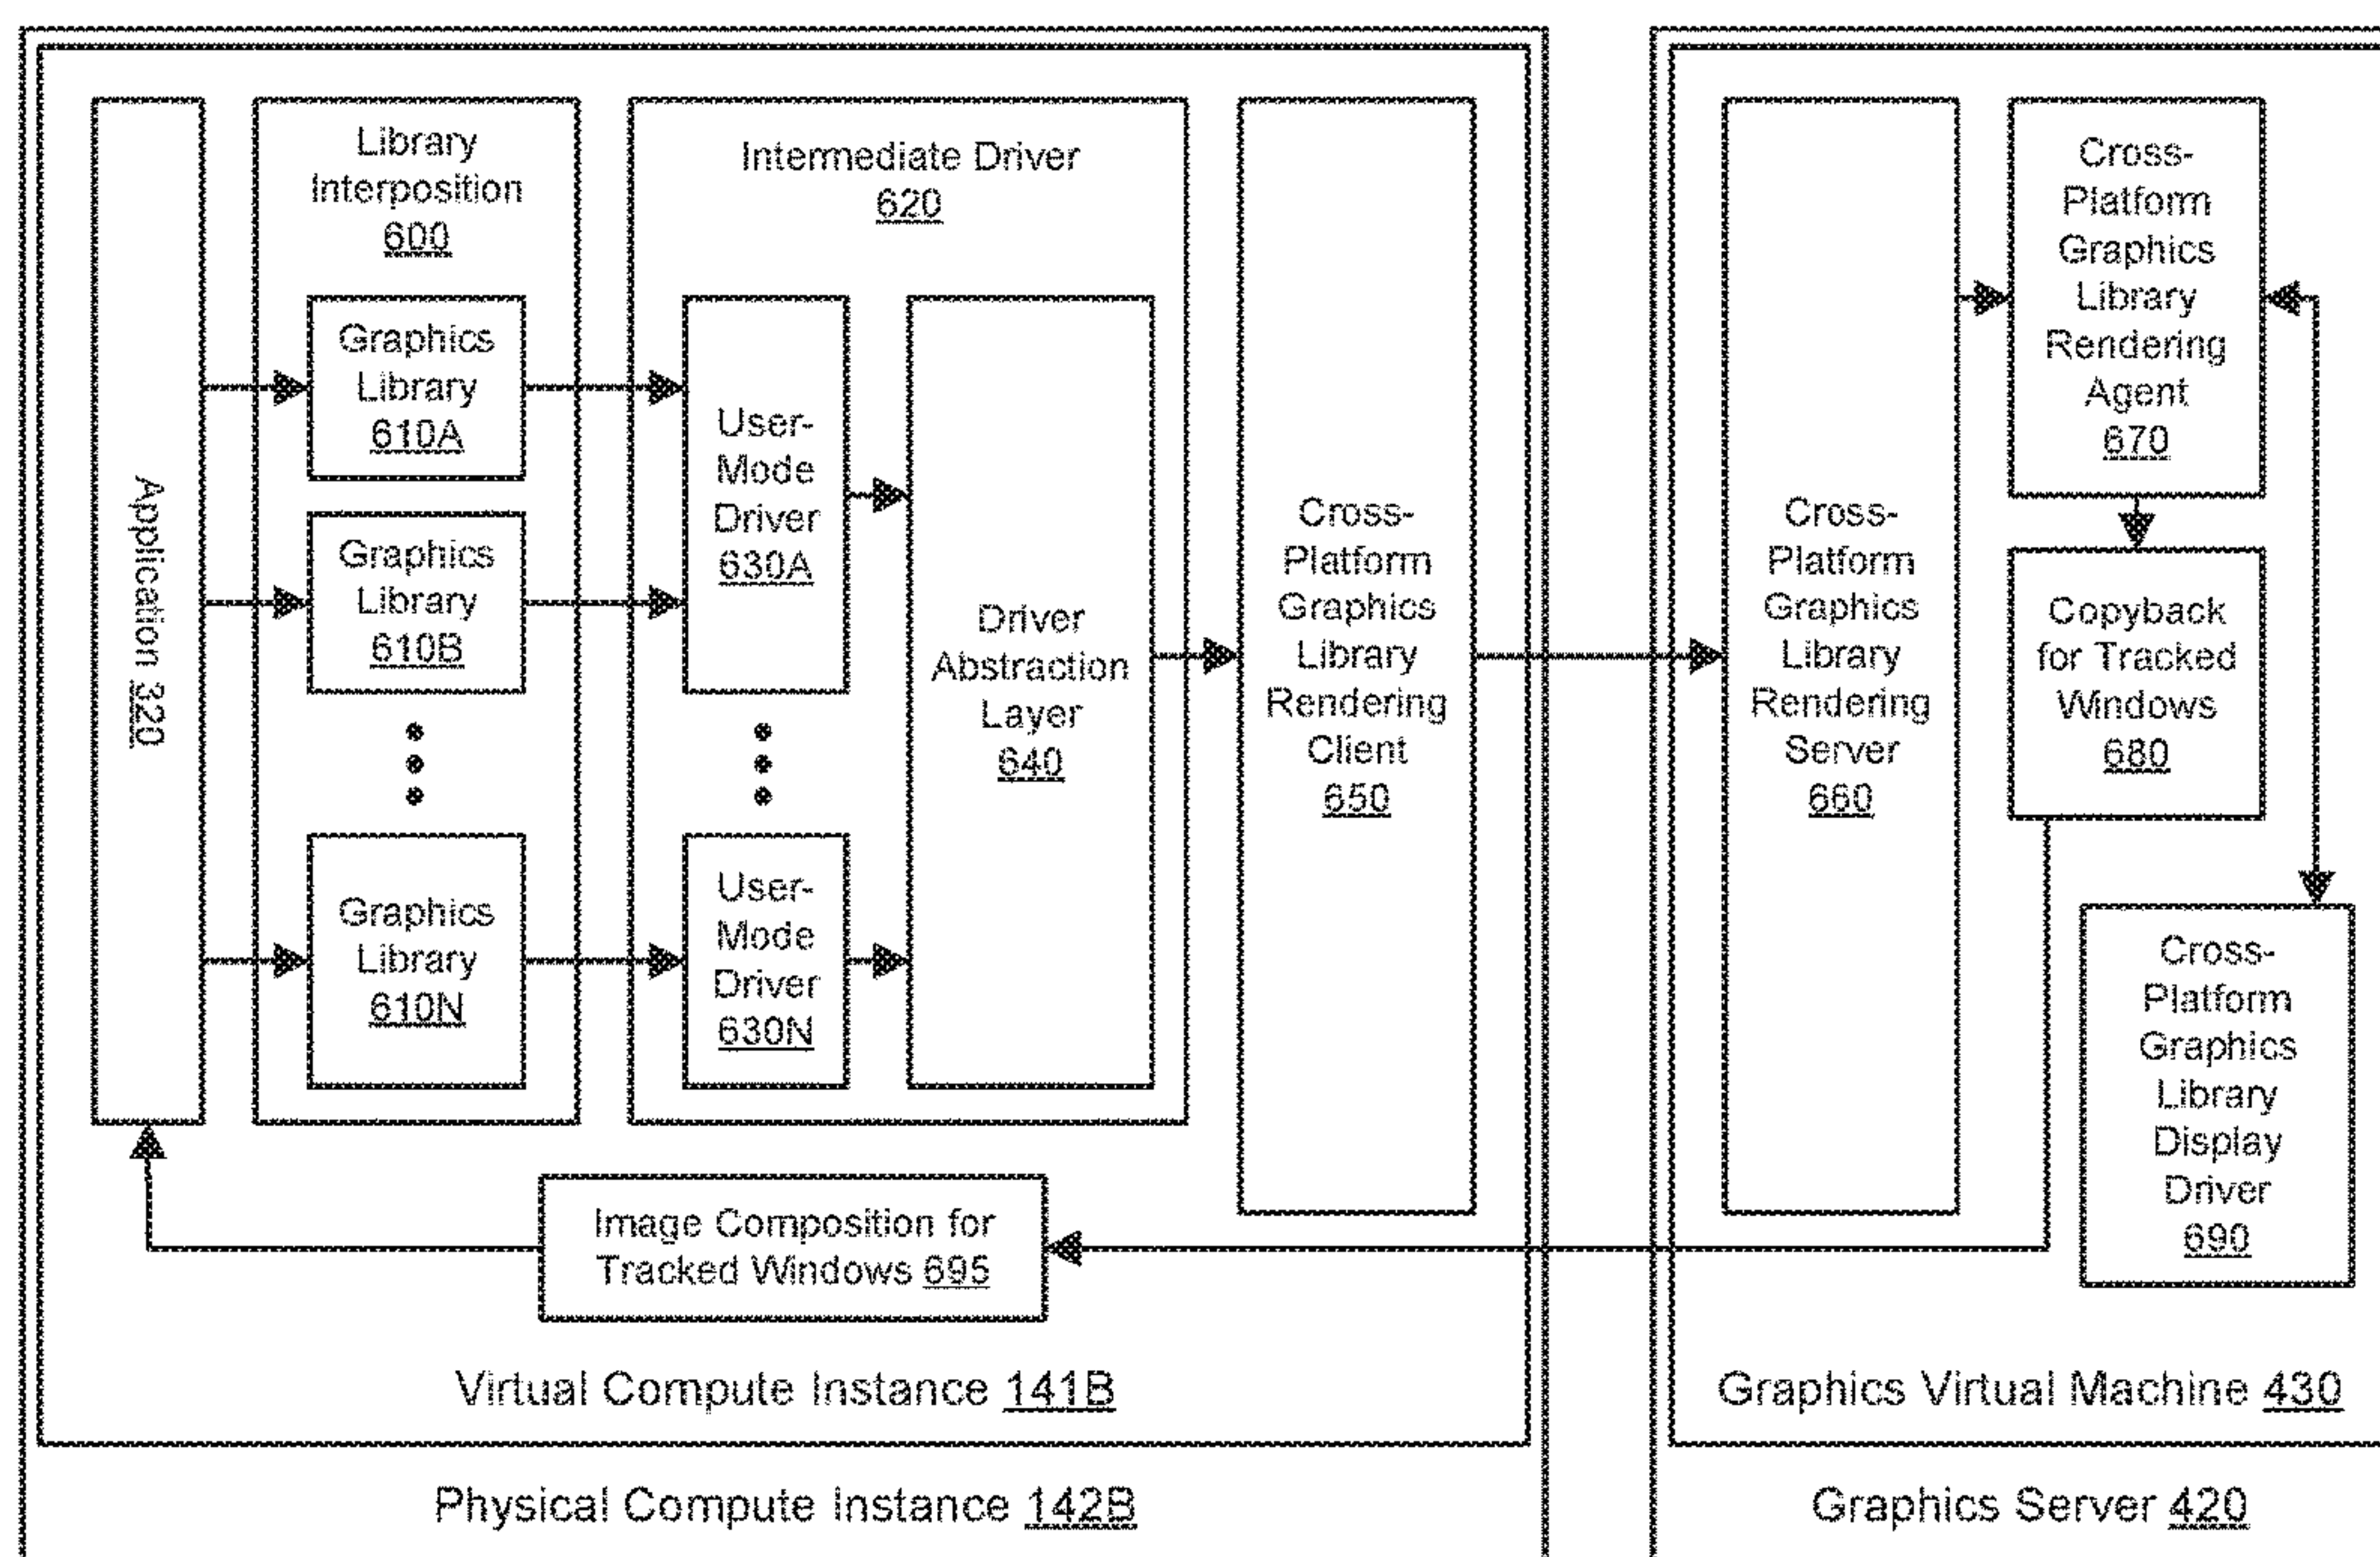 Application 320
Library
Interposition
600
Graphics
Library
610A
Graphics
Library
610B
Graphics
Library
610N
Intermediate Driver
620
User-
Mode
Driver
630A
User-
Mode
Driver
630N
Driver
Abstraction
Layer
640
Cross-
Platform
Graphics
Library
Rendering
Client
650
Image Composition for
Tracked Windows 695
Virtual Compute Instance 141B
Physical Compute Instance 142B
Cross-
Platform
Graphics
Library
Rendering
Server
660
Cross-
Platform
Graphics
Library
Rendering
Agent
670
Copyback
for Tracked
Windows
680
Cross-
Platform
Graphics
Library
Display
Driver
690
Graphics Virtual Machine 430
Graphics Server 420